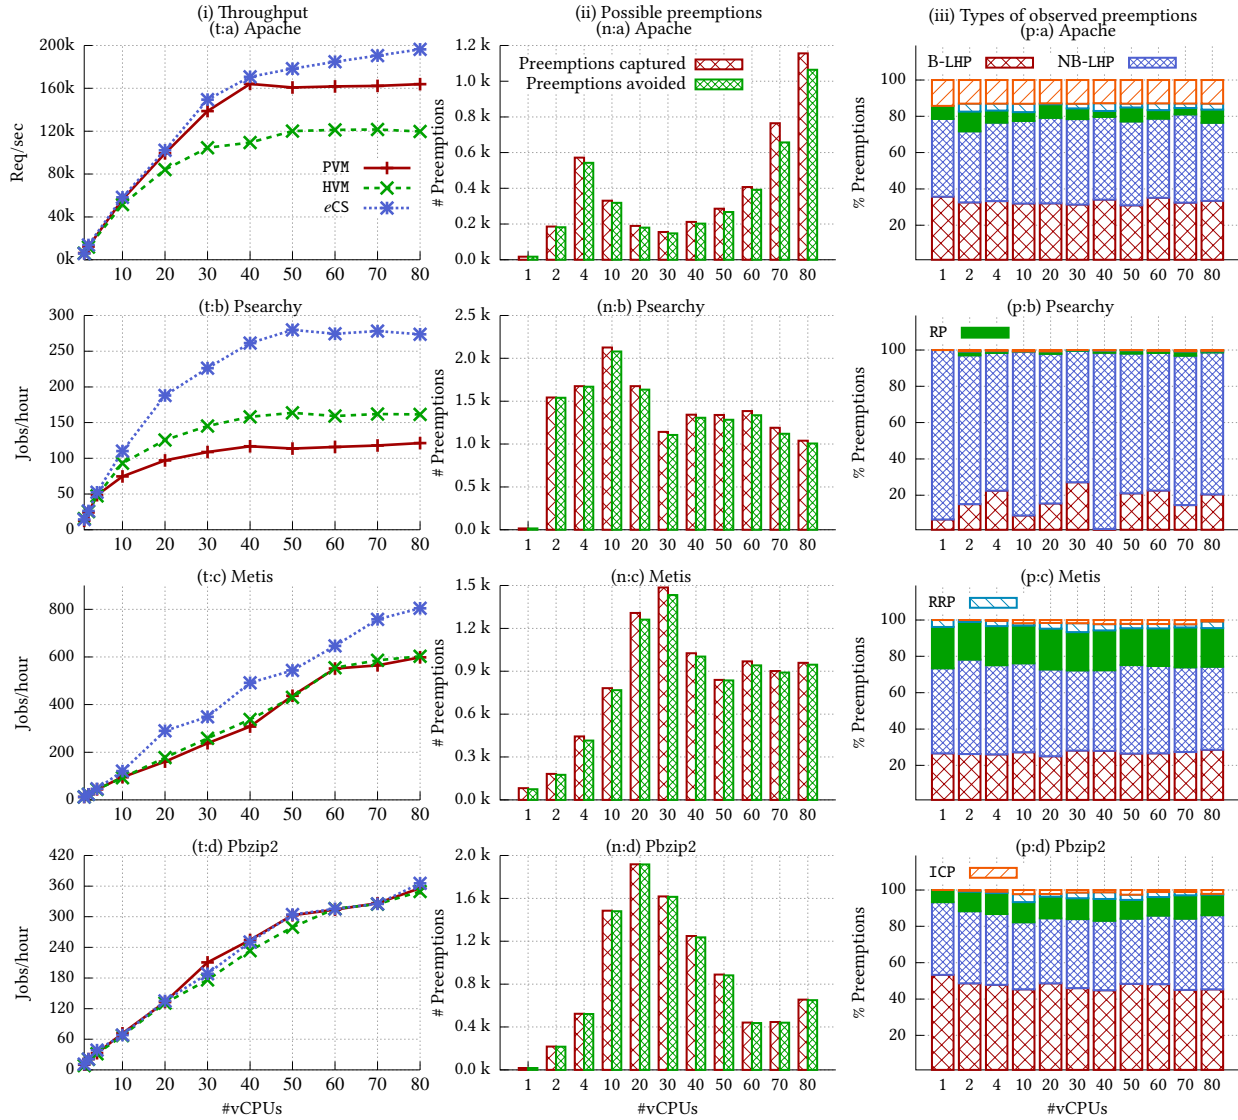 (i) Throughput
(t:a) Apache
200k
160k
120k
80k
40k
0k
Req/sec
PVM
HVM
eCS
10 20 30 40 50 60 70 80
(ii) Possible preemptions
(n:a) Apache
1.2 k
1.0 k
0.8 k
0.6 k
0.4 k
0.2 k
0.0 k
# Preemptions
Preemptions captured
Preemptions avoided
1 2 4 10 20 30 40 50 60 70 80
(iii) Types of observed preemptions
(p:a) Apache
B-LHP NB-LHP
100
80
60
40
20
% Preemptions
1 2 4 10 20 30 40 50 60 70 80
(t:b) Psearchy
300
250
200
150
100
50
0
Jobs/hour
10 20 30 40 50 60 70 80
(n:b) Psearchy
2.5 k
2.0 k
1.5 k
1.0 k
0.5 k
0.0 k
# Preemptions
1 2 4 10 20 30 40 50 60 70 80
(p:b) Psearchy
RP
100
80
60
40
20
% Preemptions
1 2 4 10 20 30 40 50 60 70 80
(t:c) Metis
800
600
400
200
0
Jobs/hour
10 20 30 40 50 60 70 80
(n:c) Metis
1.5 k
1.2 k
0.9 k
0.6 k
0.3 k
0.0 k
# Preemptions
1 2 4 10 20 30 40 50 60 70 80
(p:c) Metis
RRP
100
80
60
40
20
% Preemptions
1 2 4 10 20 30 40 50 60 70 80
(t:d) Pbzip2
420
360
300
240
180
120
60
0
Jobs/hour
10 20 30 40 50 60 70 80
#vCPUs
(n:d) Pbzip2
2.0 k
1.6 k
1.2 k
0.8 k
0.4 k
0.0 k
# Preemptions
1 2 4 10 20 30 40 50 60 70 80
#vCPUs
(p:d) Pbzip2
ICP
100
80
60
40
20
% Preemptions
1 2 4 10 20 30 40 50 60 70 80
#vCPUs